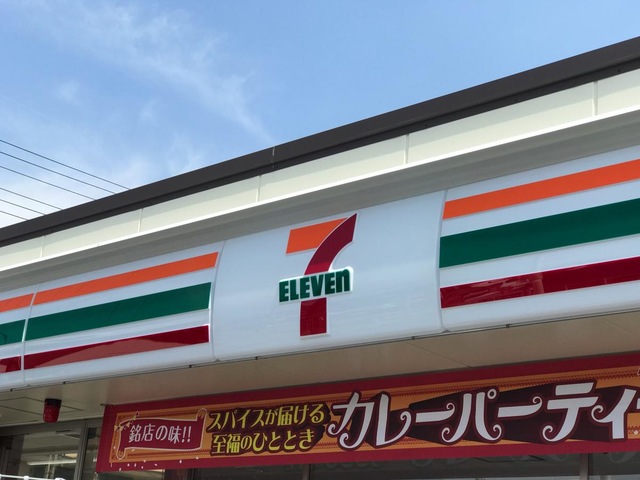 7
ELEVEn
銘店の味!!
スパイスが届ける
至福のひととき
カレーパーティー